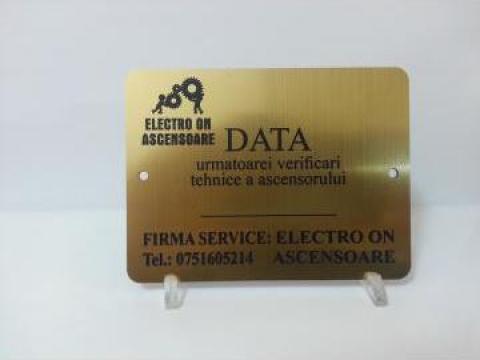 ELECTRO ON
ASCENSOARE
DATA
urmatoarei verificari
tehnice a ascensorului
FIRMA SERVICE: ELECTRO ON
Tel.: 0751605214 ASCENSOARE